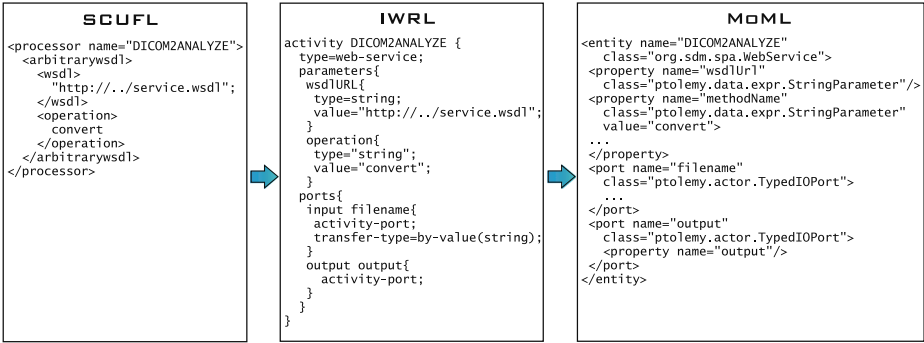 SCUFL
<processor name="DICOM2ANALYZE">
  <arbitrarywsdl>
    <wsdl>
      "http://../service.wsdl";
    </wsdl>
    <operation>
      convert
    </operation>
  </arbitrarywsdl>
</processor>
IWRL
activity DICOM2ANALYZE {
  type=web-service;
  parameters{
   wsdlURL{
    type=string;
    value="http://../service.wsdl";
   }
   operation{
    type="string";
    value="convert";
   }
  ports{
   input filename{
    activity-port;
    transfer-type=by-value(string);
   }
   output output{
     activity-port;
   }
  }
}
MoML
<entity name="DICOM2ANALYZE"
   class="org.sdm.spa.WebService">
 <property name="wsdlUrl"
   class="ptolemy.data.expr.StringParameter"/>
 <property name="methodName"
   class="ptolemy.data.expr.StringParameter"
   value="convert">
 ...
 </property>
 <port name="filename"
   class="ptolemy.actor.TypedIOPort">
   ...
 </port>
 <port name="output"
   class="ptolemy.actor.TypedIOPort">
   <property name="output"/>
 </port>
</entity>